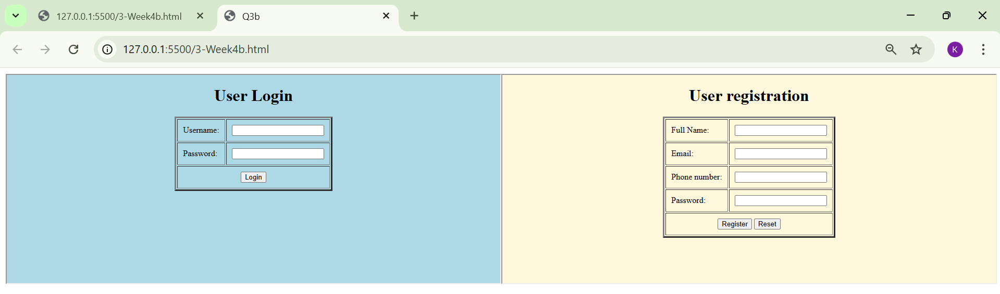 127.0.0.1:5500/3-Week4b.html
Q3b
127.0.0.1:5500/3-Week4b.html
K
User Login
Username:
Password:
Login
User registration
Full Name:
Email:
Phone number:
Password:
Register Reset